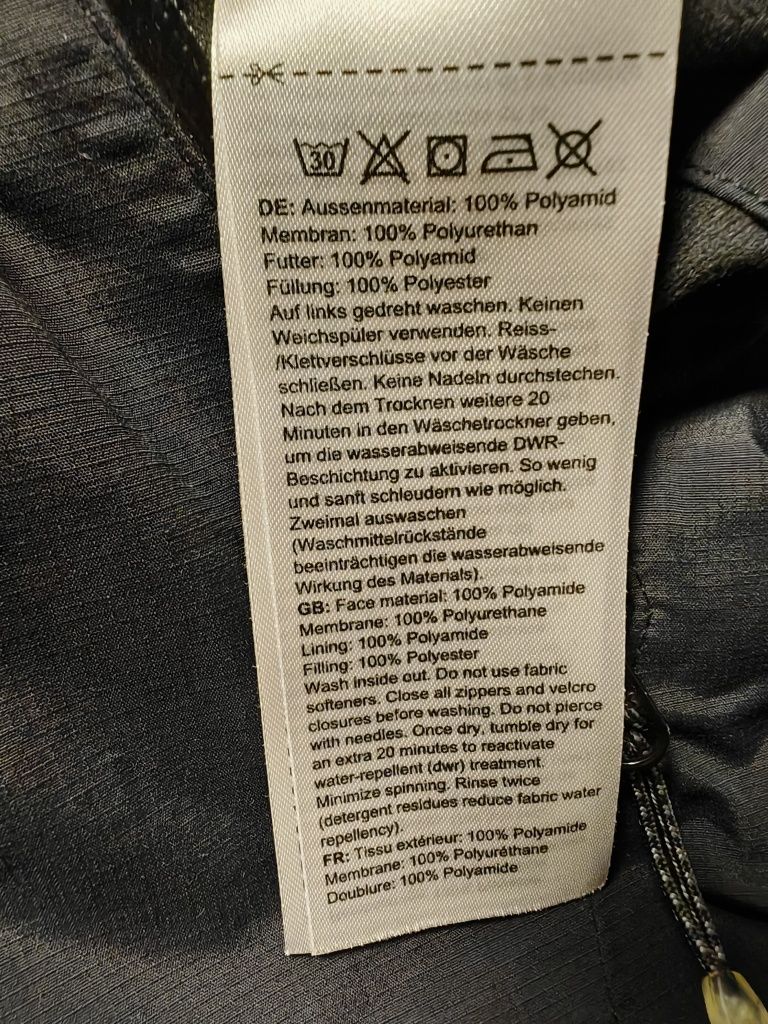 30
DE: Aussenmaterial: 100% Polyamid
Membran: 100% Polyurethan
Futter: 100% Polyamid
Füllung: 100% Polyester
Auf links gedreht waschen. Keinen
Weichspüler verwenden. Reiss-
/Klettverschlüsse vor der Wäsche
schließen. Keine Nadeln durchstechen.
Nach dem Trocknen weitere 20
Minuten in den Wäschetrockner geben,
um die wasserabweisende DWR-
Beschichtung zu aktivieren. So wenig
und sanft schleudern wie möglich.
Zweimal auswaschen
(Waschmittelrückstände
beeinträchtigen die wasserabweisende
Wirkung des Materials).
GB: Face material: 100% Polyamide
Membrane: 100% Polyurethane
Lining: 100% Polyamide
Filling: 100% Polyester
Wash inside out. Do not use fabric
softeners. Close all zippers and velcro
closures before washing. Do not pierce
with needles. Once dry, tumble dry for
an extra 20 minutes to reactivate
water-repellent (dwr) treatment.
Minimize spinning. Rinse twice
(detergent residues reduce fabric water
repellency).
FR: Tissu extérieur: 100% Polyamide
Membrane: 100% Polyuréthane
Doublure: 100% Polyamide